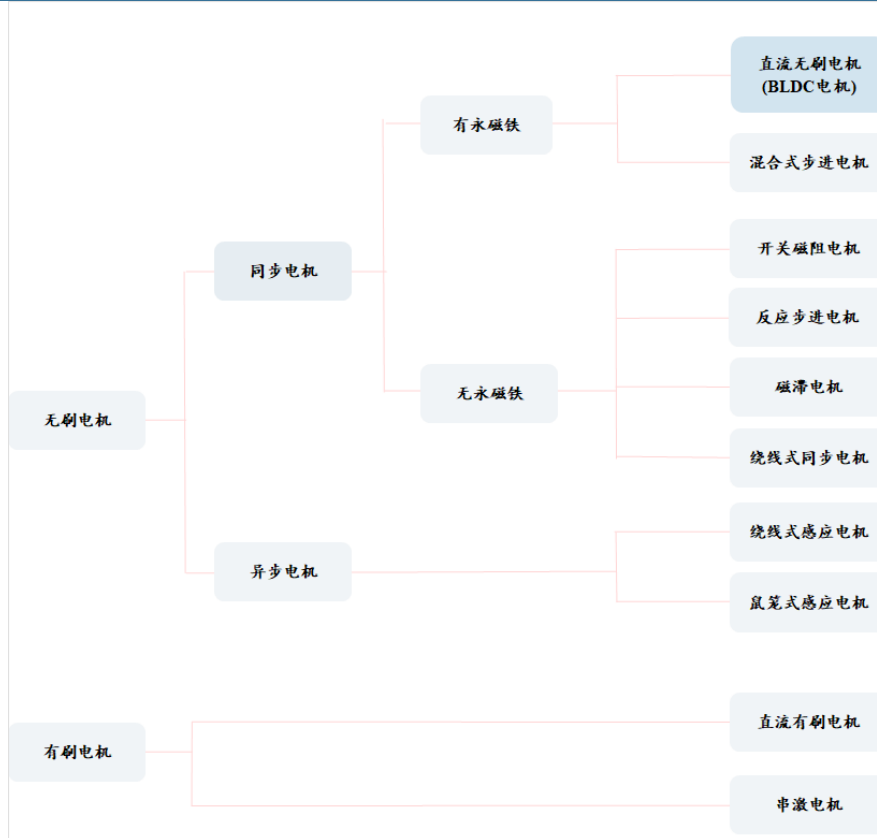 直流无刷电机
(BLDC电机)
有永磁铁
混合式步进电机
开关磁阻电机
同步电机
反应步进电机
磁滞电机
无永磁铁
无刷电机
绕线式同步电机
绕线式感应电机
异步电机
鼠笼式感应电机
直流有刷电机
有刷电机
串激电机